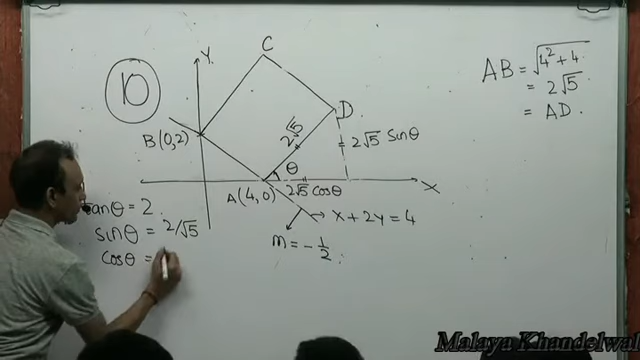 10
Y
C
AB = √(4² + 4)
= 2√5
= AD.
D
2√5
B(0,2)
= 2√5 Sinθ
θ
A(4,0)
2√5 Cosθ
X
tanθ = 2.
x + 2y = 4
sinθ = 2/√5
m = -1/2
cosθ =
Malaya Khandelwal